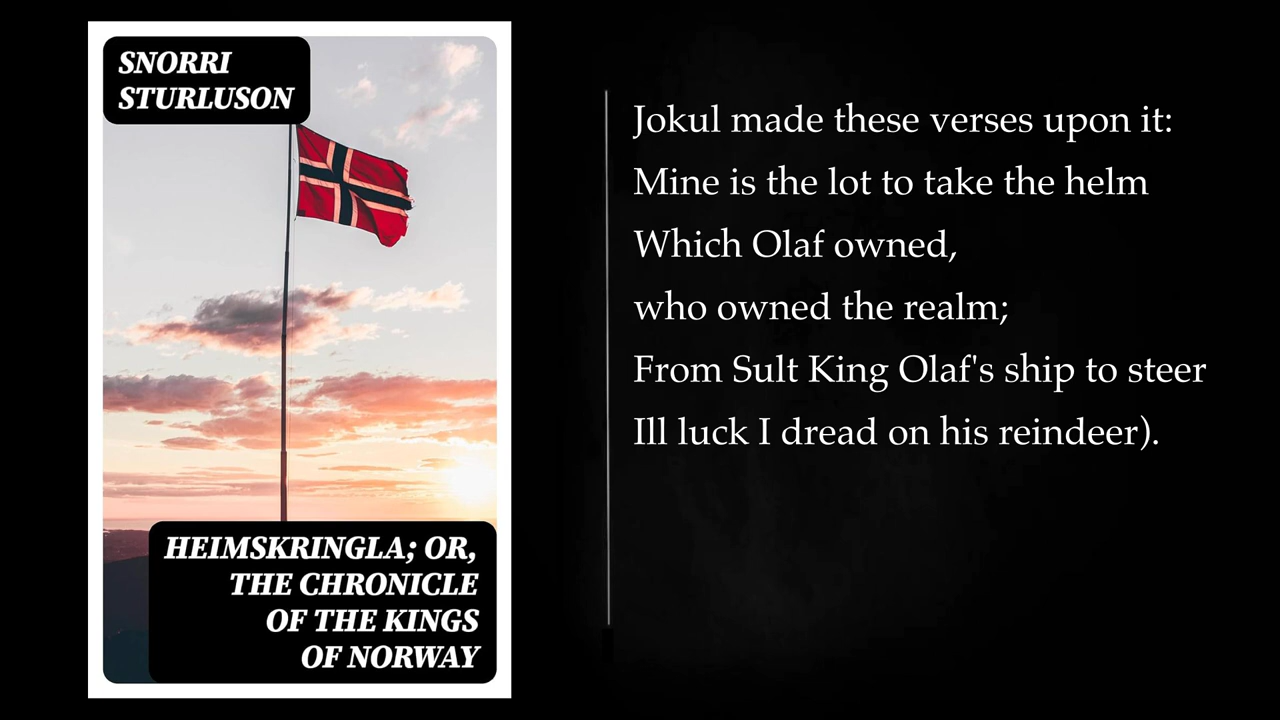 SNORRI
STURLUSON
HEIMSKRINGLA; OR,
THE CHRONICLE
OF THE KINGS
OF NORWAY
Jokul made these verses upon it:
Mine is the lot to take the helm
Which Olaf owned,
who owned the realm;
From Sult King Olaf's ship to steer
Ill luck I dread on his reindeer).